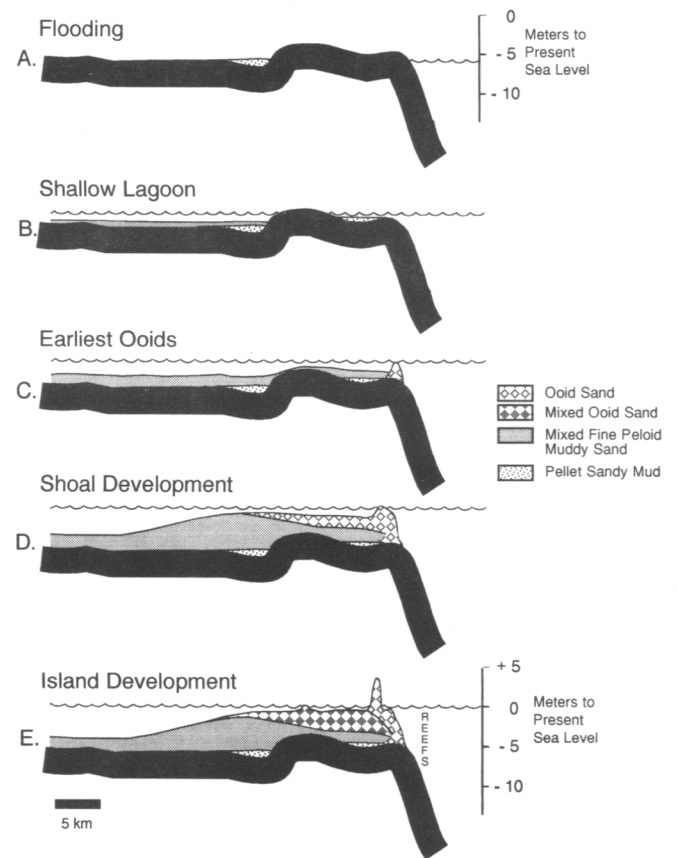 Flooding
A.
0
- 5
- 10
Meters to
Present
Sea Level
Shallow Lagoon
B.
Earliest Ooids
C.
Ooid Sand
Mixed Ooid Sand
Mixed Fine Peloid
Muddy Sand
Pellet Sandy Mud
Shoal Development
D.
Island Development
E.
REEFS
+ 5
0
- 5
- 10
Meters to
Present
Sea Level
5 km